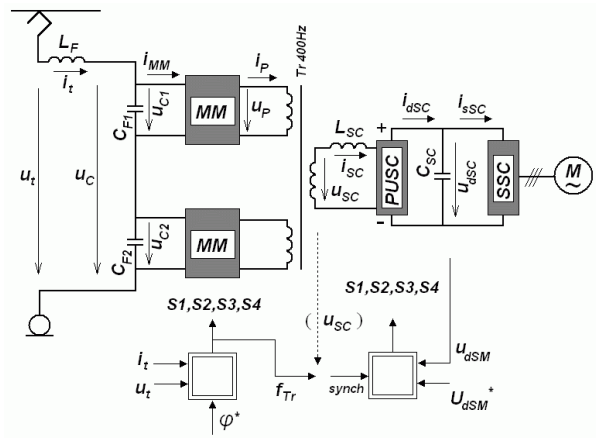 L_F
i_t
i_MM
i_P
Tr 400Hz
C_F1
u_C1
MM
u_P
u_t
u_C
C_F2
u_C2
MM
L_SC
i_SC
u_SC
+
PUSC
-
i_dSC
i_sSC
C_SC
u_dSC
SSC
M
~
S1,S2,S3,S4
S1,S2,S3,S4
( u_SC )
i_t
u_t
φ*
f_Tr
synch
u_dSM
U_dSM*